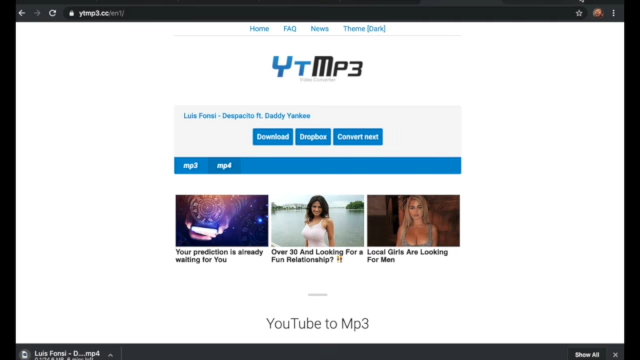 ytmp3.cc/en1/
Home FAQ News Theme [Dark]
YTMP3
Video Converter
Luis Fonsi - Despacito ft. Daddy Yankee
Download Dropbox Convert next
mp3 mp4
Your prediction is already
waiting for You
Over 30 And Looking For a
Fun Relationship? 👫
Local Girls Are Looking
For Men
YouTube to Mp3
Luis Fonsi - D....mp4
Show All